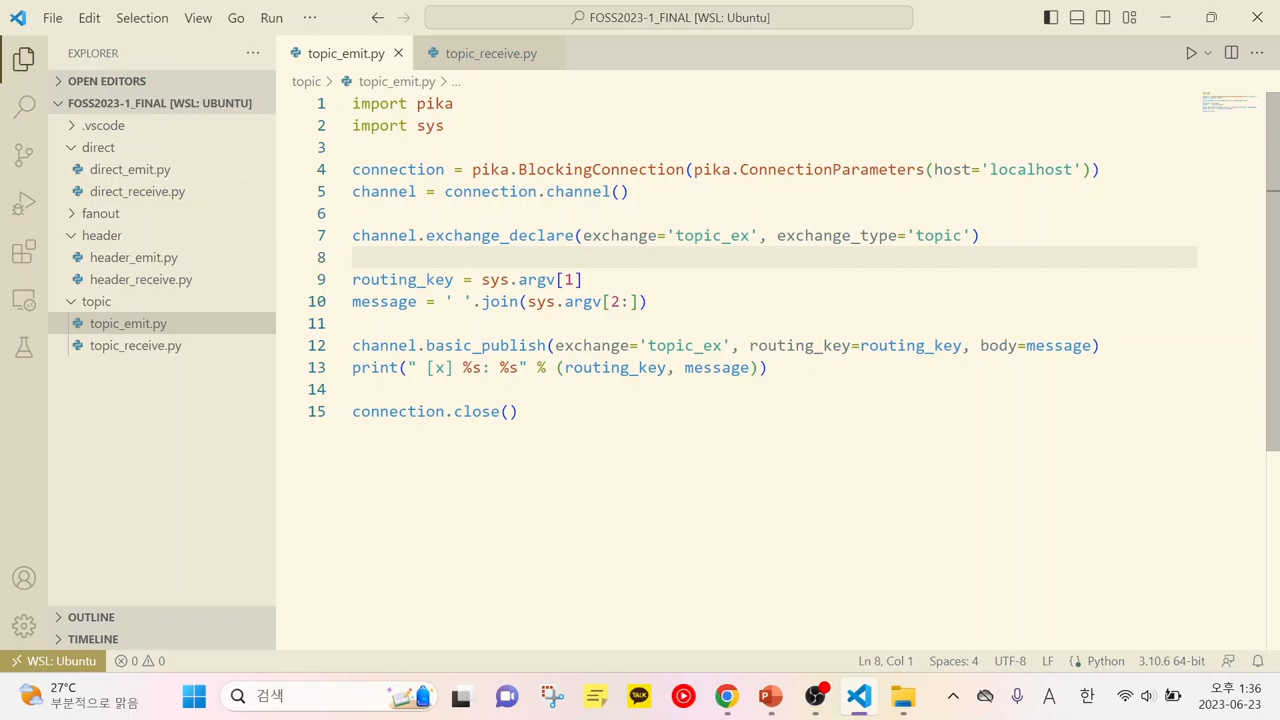 File Edit Selection View Go Run ··· FOSS2023-1_FINAL [WSL: Ubuntu]
EXPLORER ···
topic_emit.py
topic_receive.py
OPEN EDITORS
FOSS2023-1_FINAL [WSL: UBUNTU]
.vscode
direct
direct_emit.py
direct_receive.py
fanout
header
header_emit.py
header_receive.py
topic
topic_emit.py
topic_receive.py
OUTLINE
TIMELINE
topic > topic_emit.py > ...
1 import pika
2 import sys
3
4 connection = pika.BlockingConnection(pika.ConnectionParameters(host='localhost'))
5 channel = connection.channel()
6
7 channel.exchange_declare(exchange='topic_ex', exchange_type='topic')
8
9 routing_key = sys.argv[1]
10 message = ' '.join(sys.argv[2:])
11
12 channel.basic_publish(exchange='topic_ex', routing_key=routing_key, body=message)
13 print(" [x] %s: %s" % (routing_key, message))
14
15 connection.close()
WSL: Ubuntu 0 0 Ln 8, Col 1 Spaces: 4 UTF-8 LF Python 3.10.6 64-bit
27°C
부분적으로 맑음
검색
TALK
A 한
오후 1:36
2023-06-23